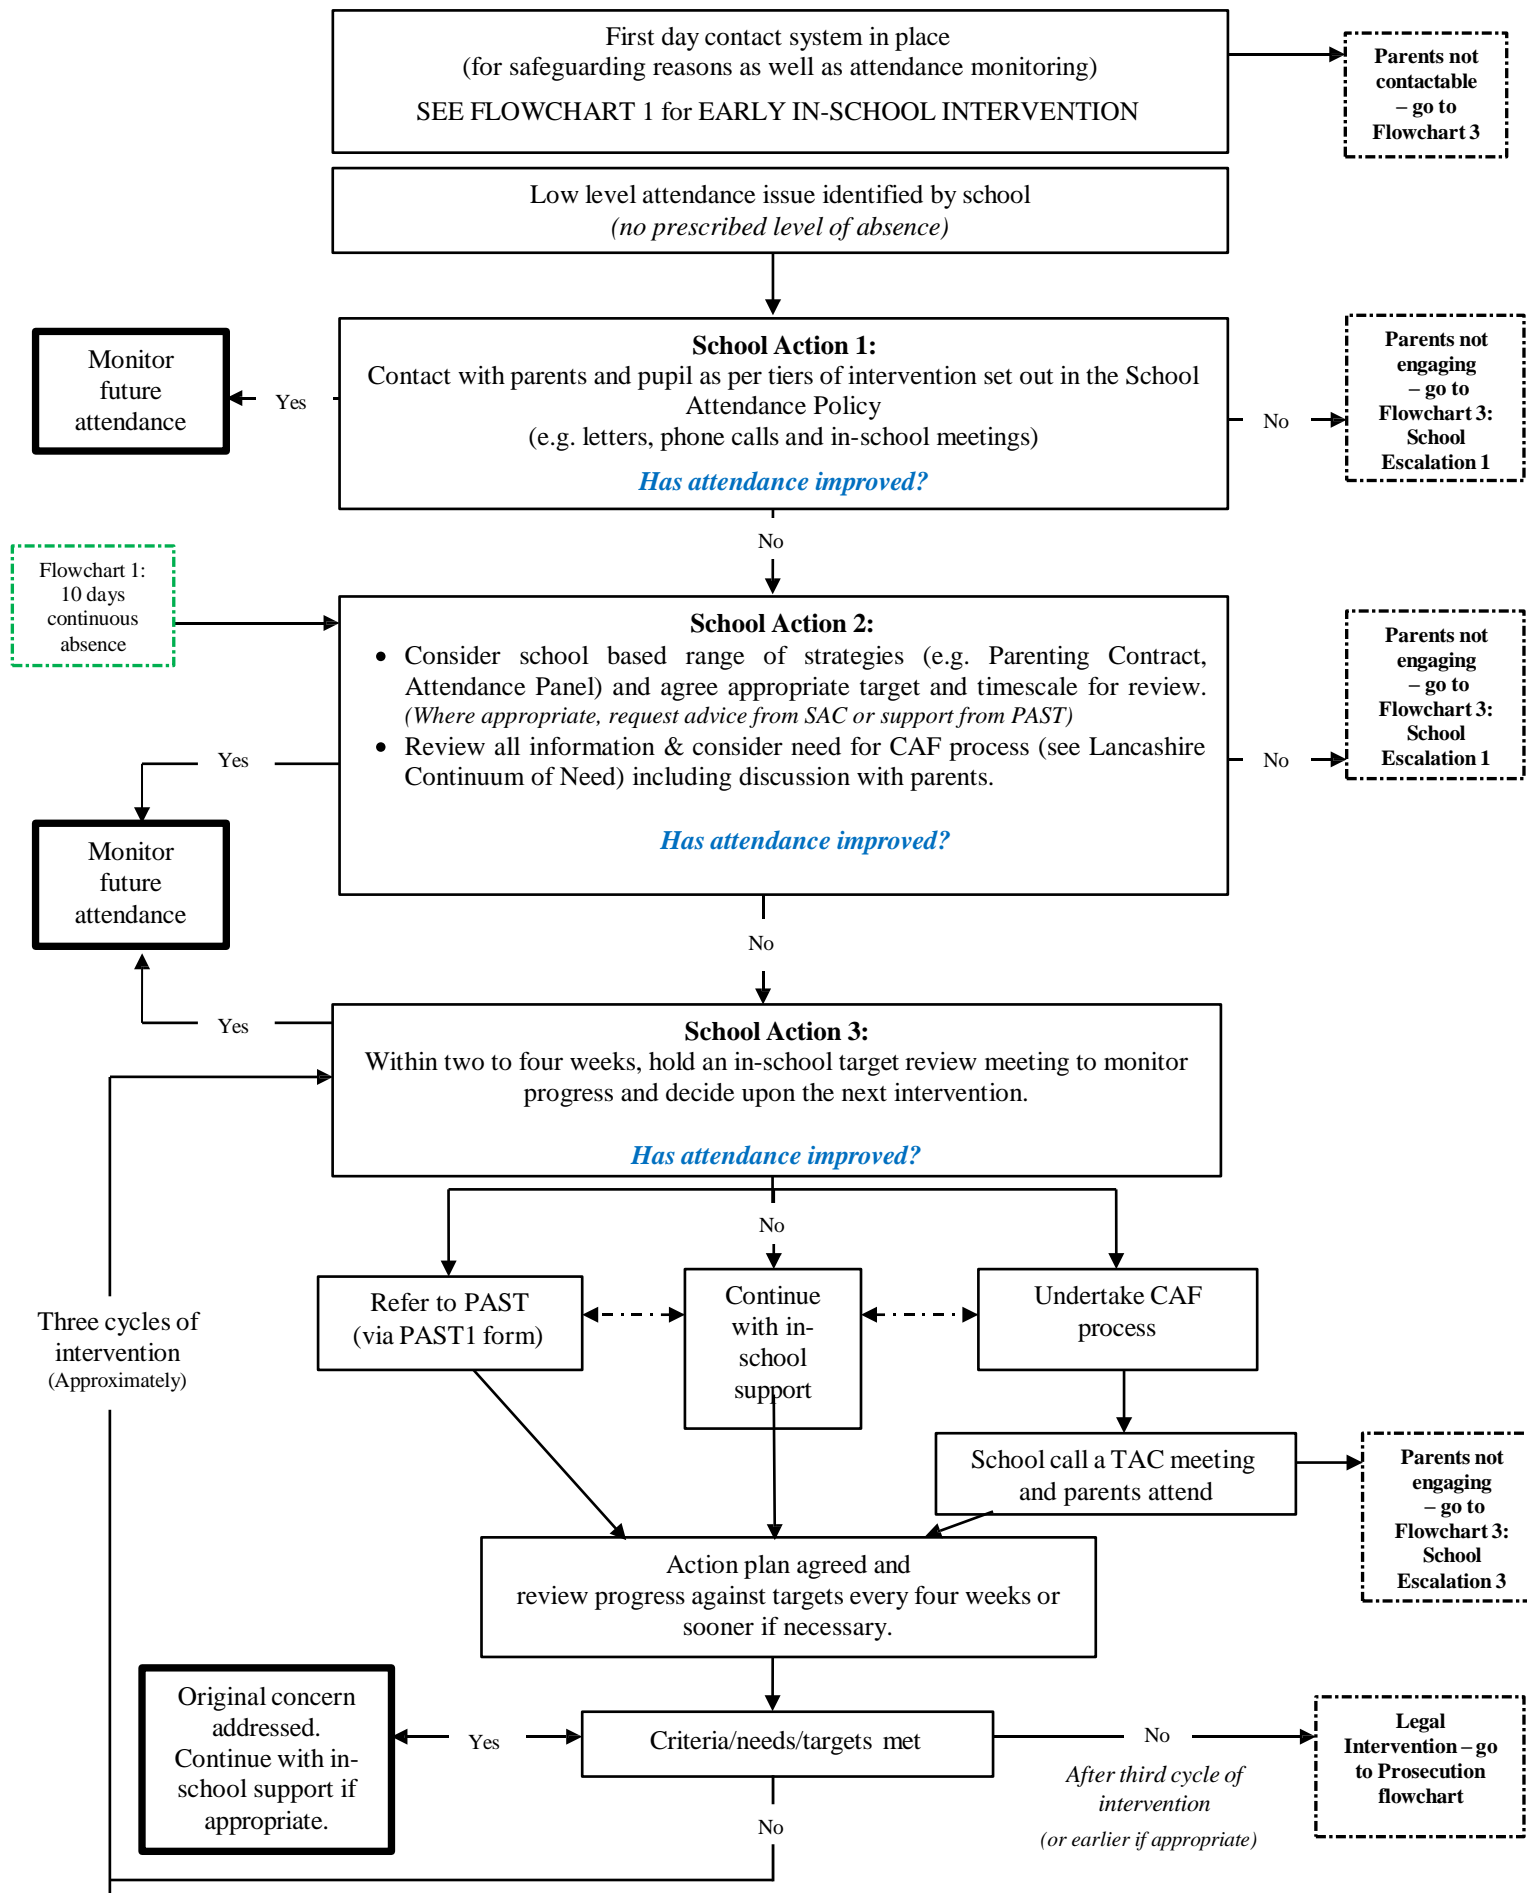 First day contact system in place
(for safeguarding reasons as well as attendance monitoring)
SEE FLOWCHART 1 for EARLY IN-SCHOOL INTERVENTION
Parents not
contactable
– go to
Flowchart 3
Low level attendance issue identified by school
(no prescribed level of absence)
Monitor
future
attendance
Yes
School Action 1:
Contact with parents and pupil as per tiers of intervention set out in the School
Attendance Policy
(e.g. letters, phone calls and in-school meetings)
Has attendance improved?
No
Parents not
engaging
– go to
Flowchart 3:
School
Escalation 1
No
Flowchart 1:
10 days
continuous
absence
School Action 2:
• Consider school based range of strategies (e.g. Parenting Contract,
Attendance Panel) and agree appropriate target and timescale for review.
(Where appropriate, request advice from SAC or support from PAST)
• Review all information & consider need for CAF process (see Lancashire
Continuum of Need) including discussion with parents.
Has attendance improved?
Yes
No
Parents not
engaging
– go to
Flowchart 3:
School
Escalation 1
Monitor
future
attendance
No
Yes
School Action 3:
Within two to four weeks, hold an in-school target review meeting to monitor
progress and decide upon the next intervention.
Has attendance improved?
No
Three cycles of
intervention
(Approximately)
Refer to PAST
(via PAST1 form)
Continue
with in-
school
support
Undertake CAF
process
School call a TAC meeting
and parents attend
Parents not
engaging
– go to
Flowchart 3:
School
Escalation 3
Action plan agreed and
review progress against targets every four weeks or
sooner if necessary.
Original concern
addressed.
Continue with in-
school support if
appropriate.
Yes
Criteria/needs/targets met
No
After third cycle of
intervention
(or earlier if appropriate)
Legal
Intervention – go
to Prosecution
flowchart
No